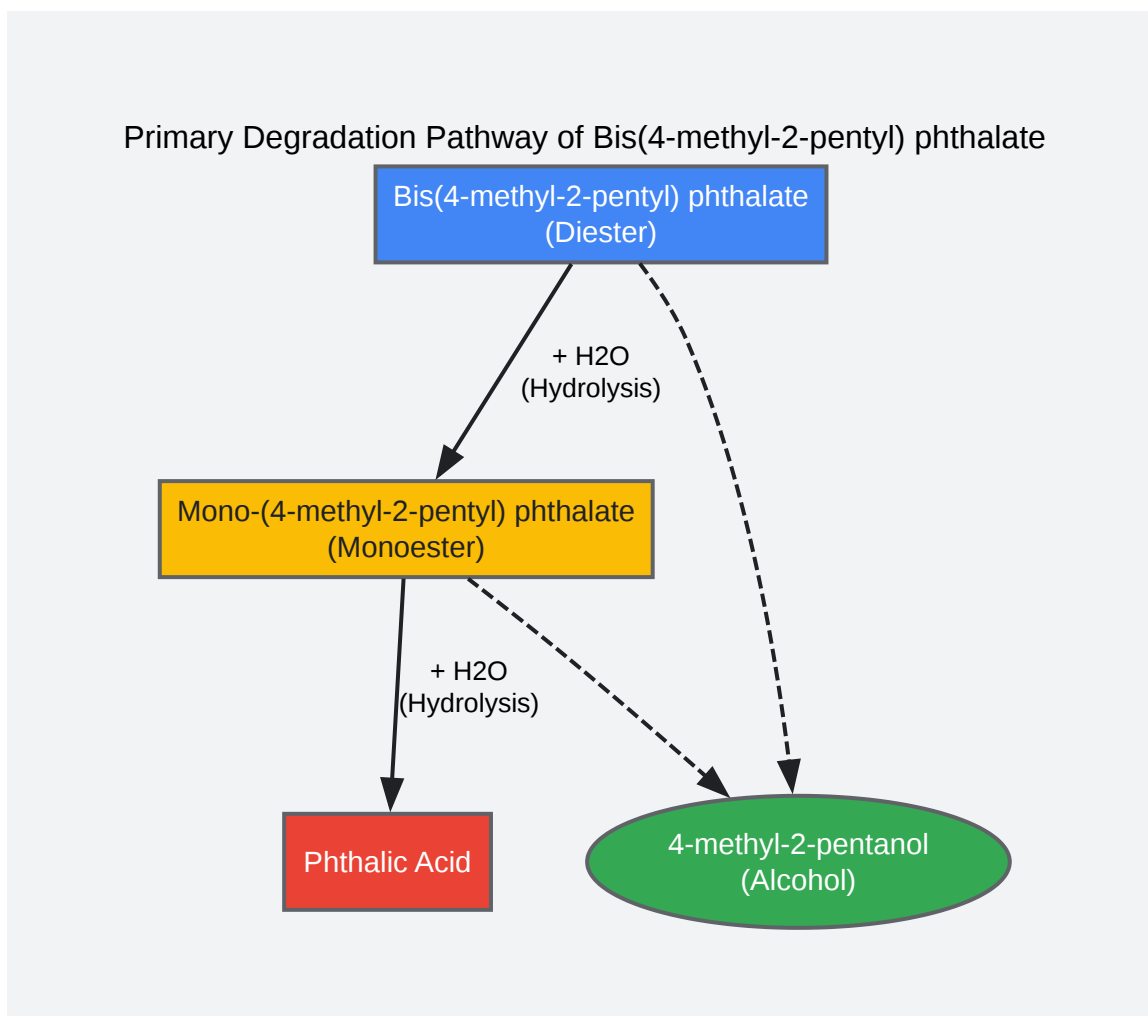 Primary Degradation Pathway of Bis(4-methyl-2-pentyl) phthalate
Bis(4-methyl-2-pentyl) phthalate
(Diester)
+ H2O
(Hydrolysis)
Mono-(4-methyl-2-pentyl) phthalate
(Monoester)
+ H2O
(Hydrolysis)
Phthalic Acid
4-methyl-2-pentanol
(Alcohol)